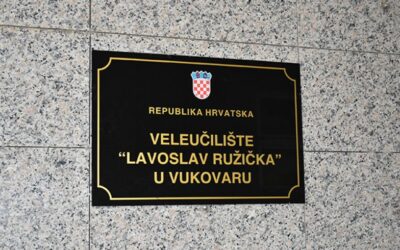 REPUBLIKA HRVATSKA
VELEUČILIŠTE
"LAVOSLAV RUŽIČKA"
U VUKOVARU